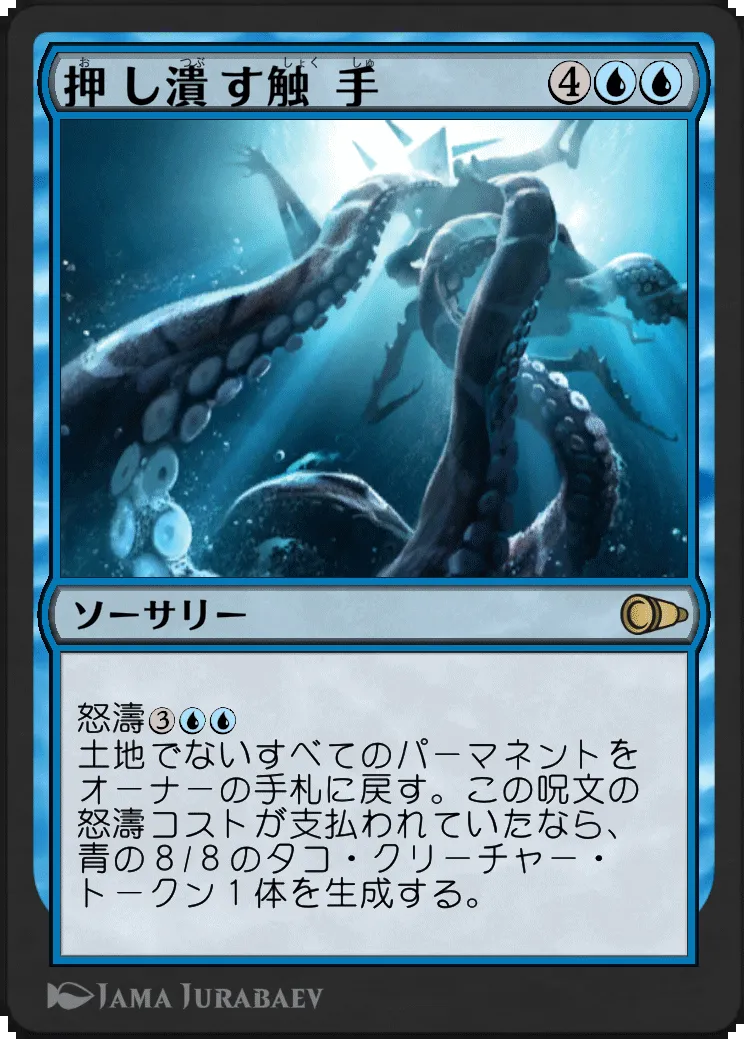 押し潰す触手 4
ソーサリー
怒濤3
土地でないすべてのパーマネントを
オーナーの手札に戻す。この呪文の
怒濤コストが支払われていたなら、
青の8/8のタコ・クリーチャー・
トークン1体を生成する。
JAMA JURABAEV